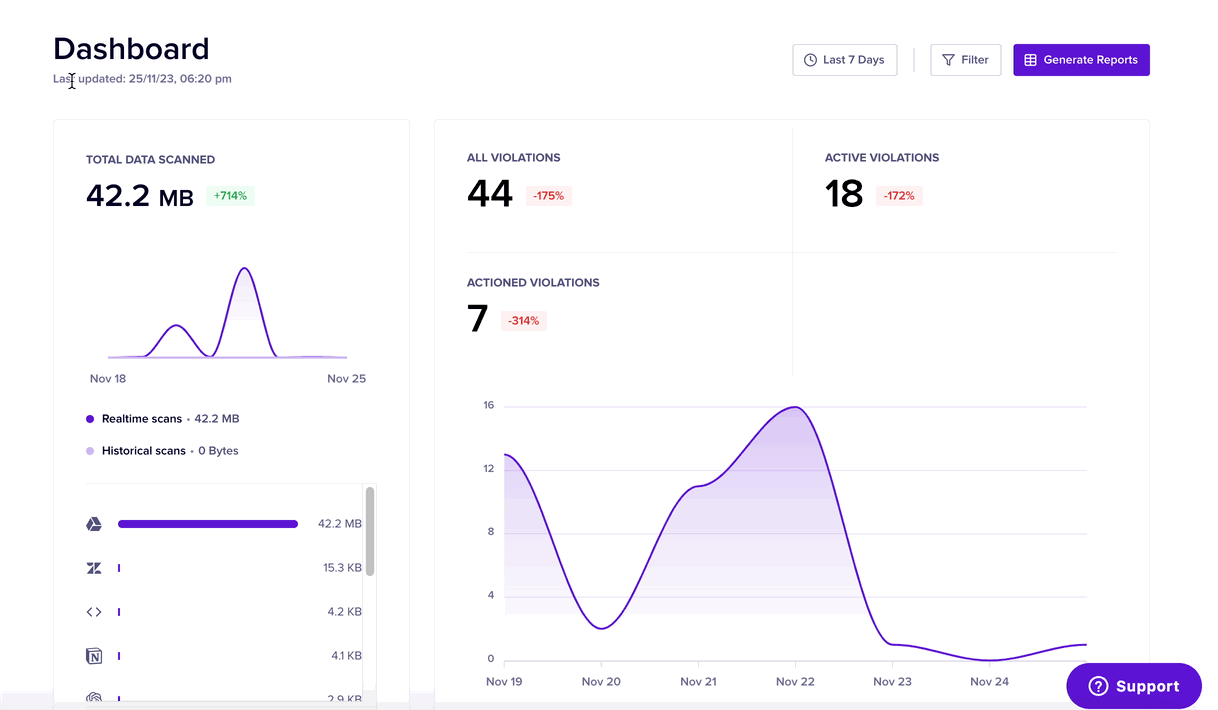 Dashboard
Last updated: 25/11/23, 06:20 pm
Last 7 Days
Filter
Generate Reports
TOTAL DATA SCANNED
42.2 MB +714%
Nov 18 Nov 25
Realtime scans • 42.2 MB
Historical scans • 0 Bytes
42.2 MB
15.3 KB
4.2 KB
N 4.1 KB
2.9 KB
ALL VIOLATIONS
44 -175%
ACTIVE VIOLATIONS
18 -172%
ACTIONED VIOLATIONS
7 -314%
16
12
8
4
0
Nov 19 Nov 20 Nov 21 Nov 22 Nov 23 Nov 24
? Support